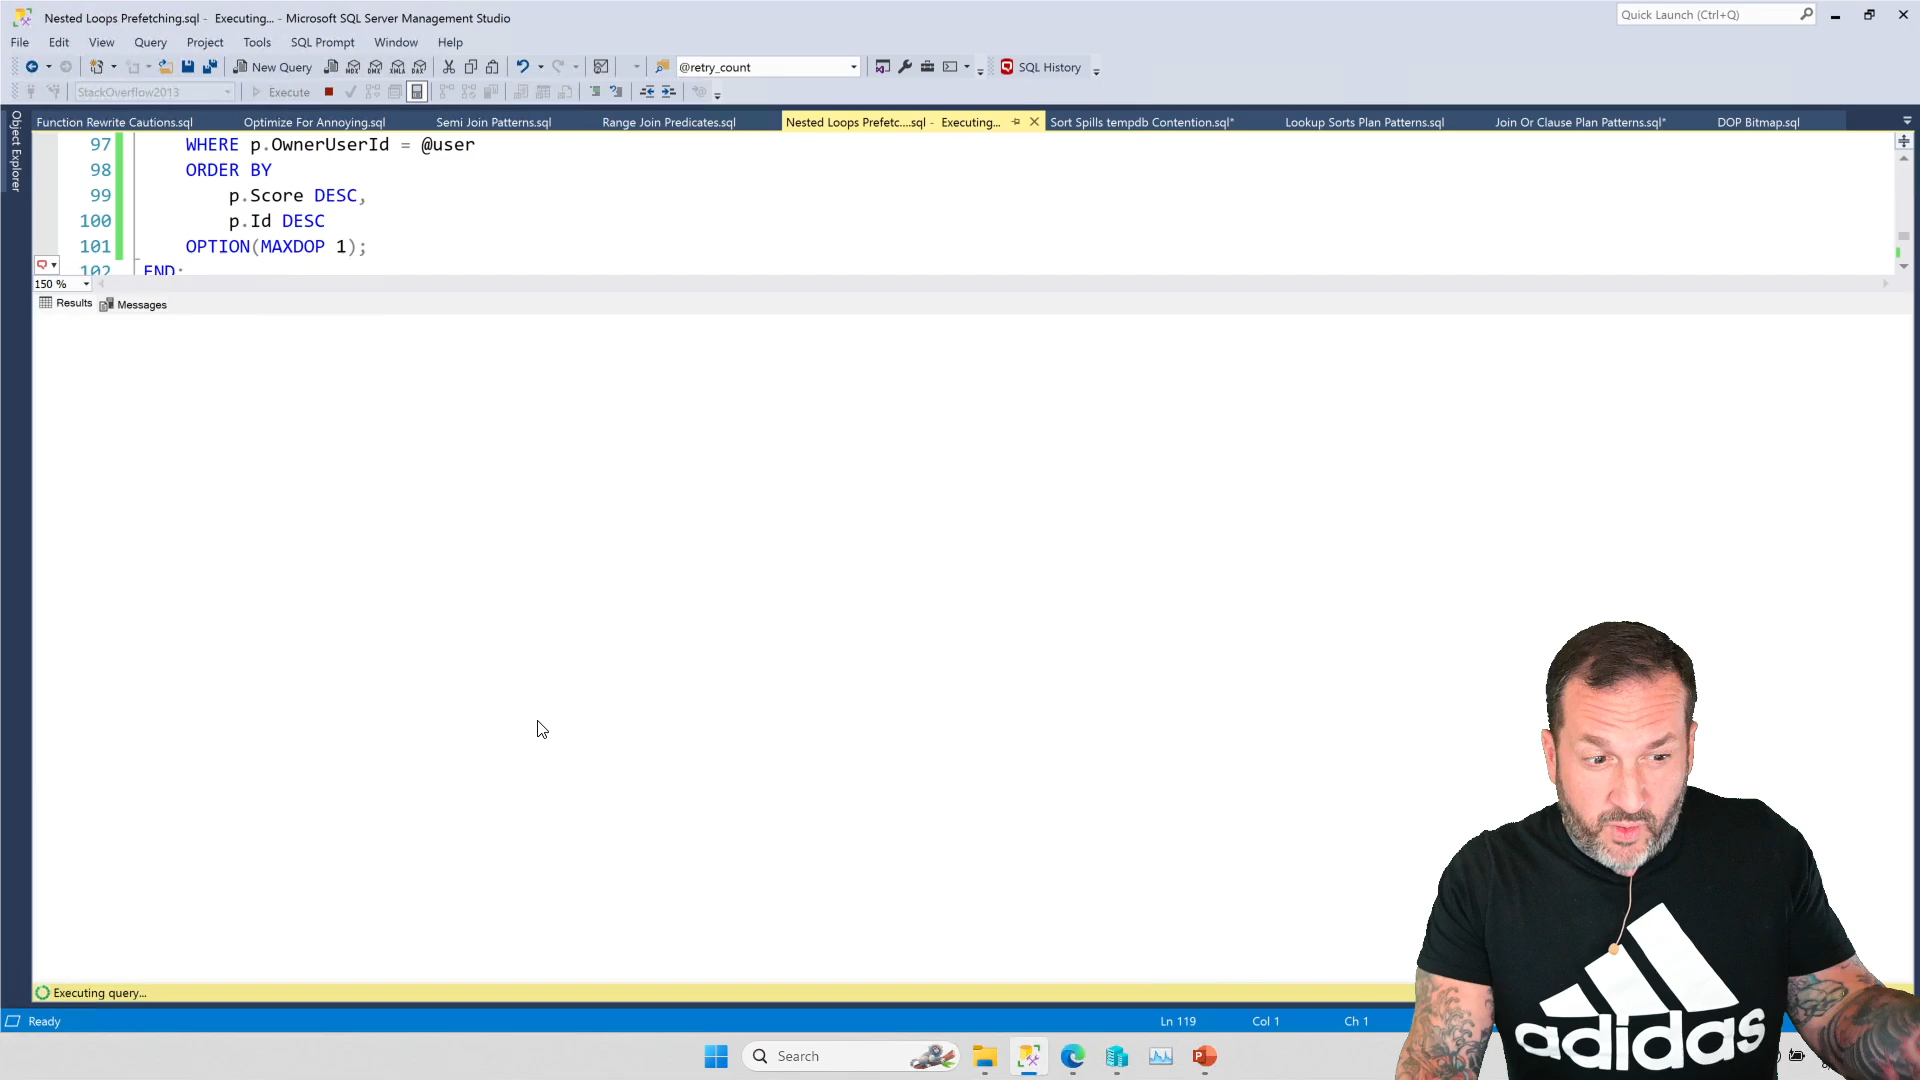 Nested Loops Prefetching.sql - Executing... - Microsoft SQL Server Management Studio
Quick Launch (Ctrl+Q)
File Edit View Query Project Tools SQL Prompt Window Help
New Query
MDX DMX XMLA DAX
@retry_count
SQL History
StackOverflow2013
Execute
Function Rewrite Cautions.sql
Optimize For Annoying.sql
Semi Join Patterns.sql
Range Join Predicates.sql
Nested Loops Prefetc....sql - Executing...
Sort Spills tempdb Contention.sql*
Lookup Sorts Plan Patterns.sql
Join Or Clause Plan Patterns.sql*
DOP Bitmap.sql
Object Explorer
97 WHERE p.OwnerUserId = @user
98 ORDER BY
99 p.Score DESC,
100 p.Id DESC
101 OPTION(MAXDOP 1);
102 END;
150 %
Results Messages
Executing query...
Ready
Ln 119 Col 1 Ch 1
Search
adidas